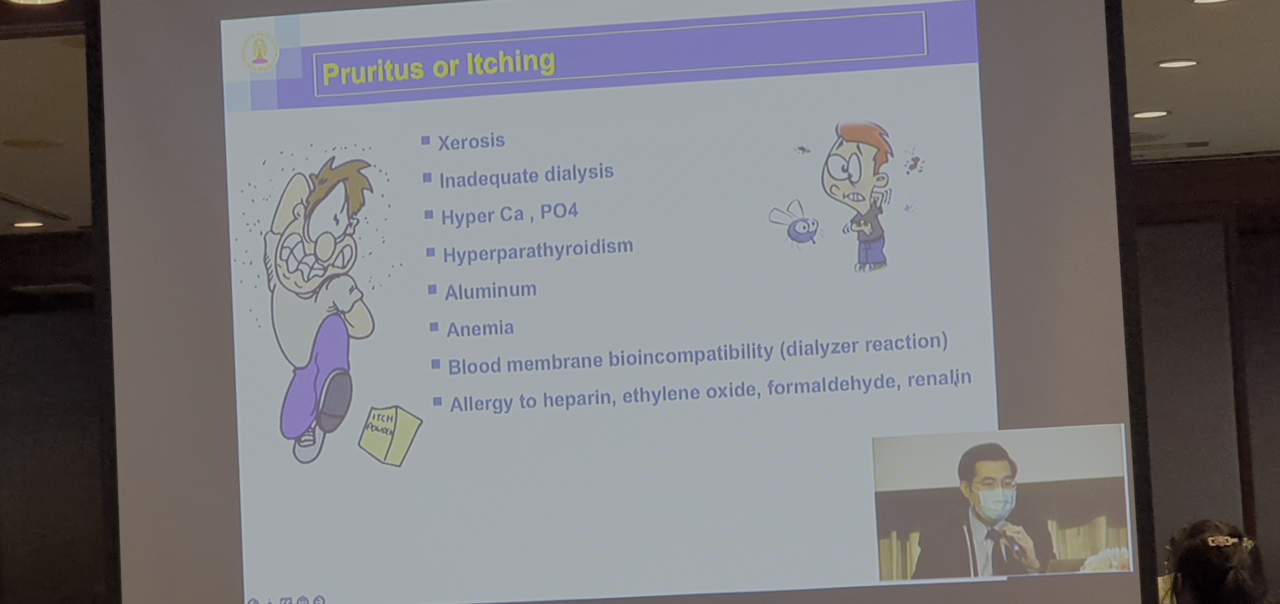 Pruritus or Itching
Xerosis
Inadequate dialysis
Hyper Ca , PO4
Hyperparathyroidism
Aluminum
Anemia
Blood membrane bioincompatibility (dialyzer reaction)
Allergy to heparin, ethylene oxide, formaldehyde, renalin
ITCH
POWDER